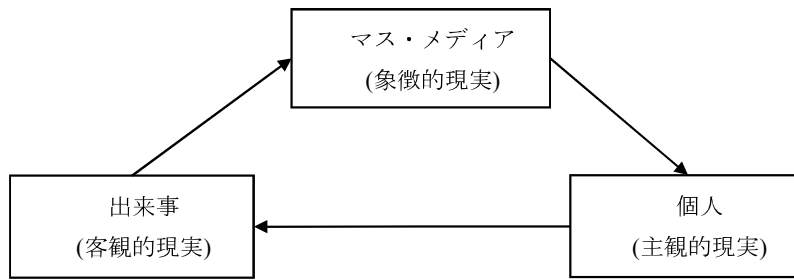 マス・メディア
(象徴的現実)
出来事
(客観的現実)
個人
(主観的現実)